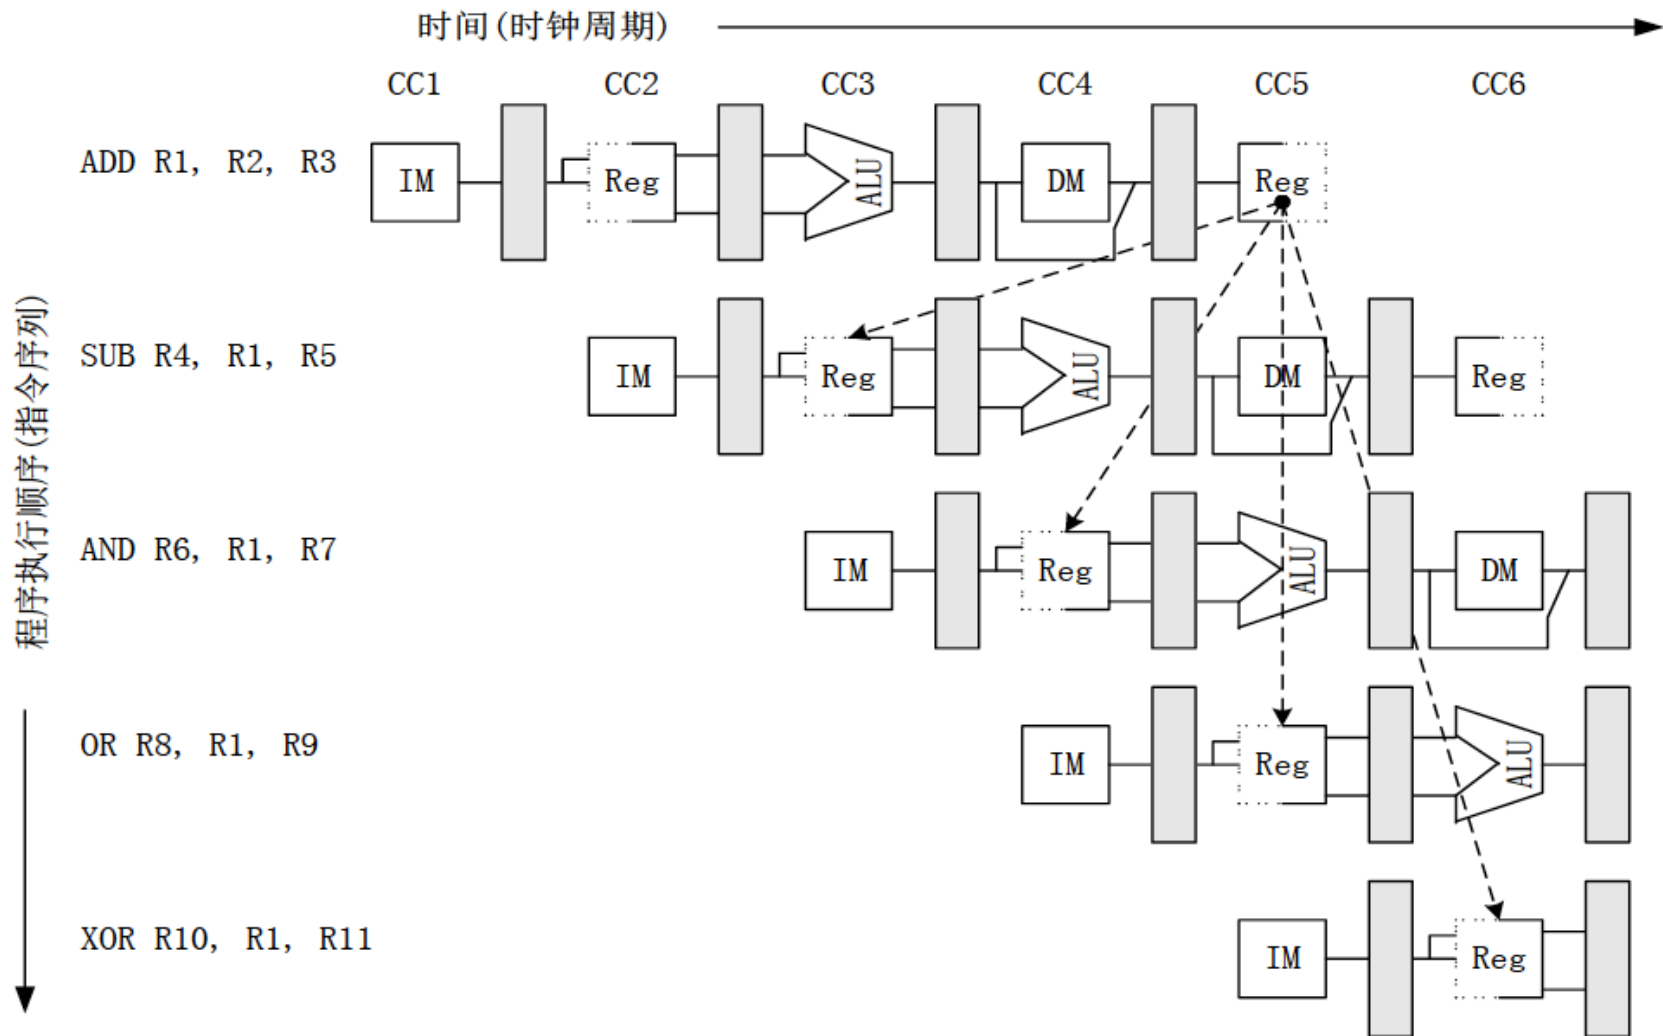 时间(时钟周期)
CC1 CC2 CC3 CC4 CC5 CC6
ADD R1, R2, R3 IM Reg ALU DM Reg
SUB R4, R1, R5 IM Reg ALU DM Reg
AND R6, R1, R7 IM Reg ALU DM
OR R8, R1, R9 IM Reg ALU
XOR R10, R1, R11 IM Reg
程序执行顺序(指令序列)